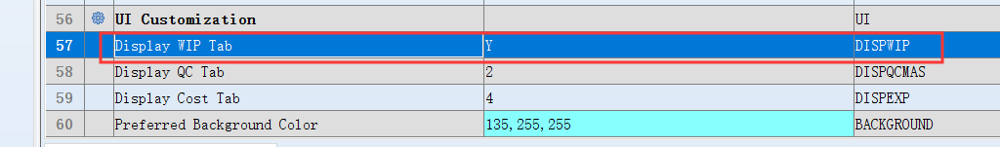 56 UI Customization UI
57 Display WIP Tab Y DISPWIP
58 Display QC Tab 2 DISPQCMAS
59 Display Cost Tab 4 DISPEXP
60 Preferred Background Color 135,255,255 BACKGROUND